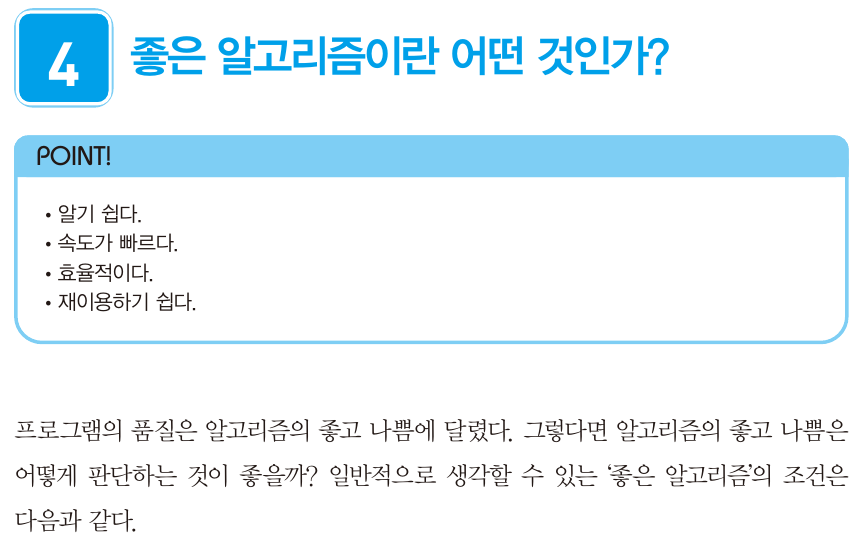 4
좋은 알고리즘이란 어떤 것인가?
POINT!
• 알기 쉽다.
• 속도가 빠르다.
• 효율적이다.
• 재이용하기 쉽다.
프로그램의 품질은 알고리즘의 좋고 나쁨에 달렸다. 그렇다면 알고리즘의 좋고 나쁨은
어떻게 판단하는 것이 좋을까? 일반적으로 생각할 수 있는 ‘좋은 알고리즘’의 조건은
다음과 같다.